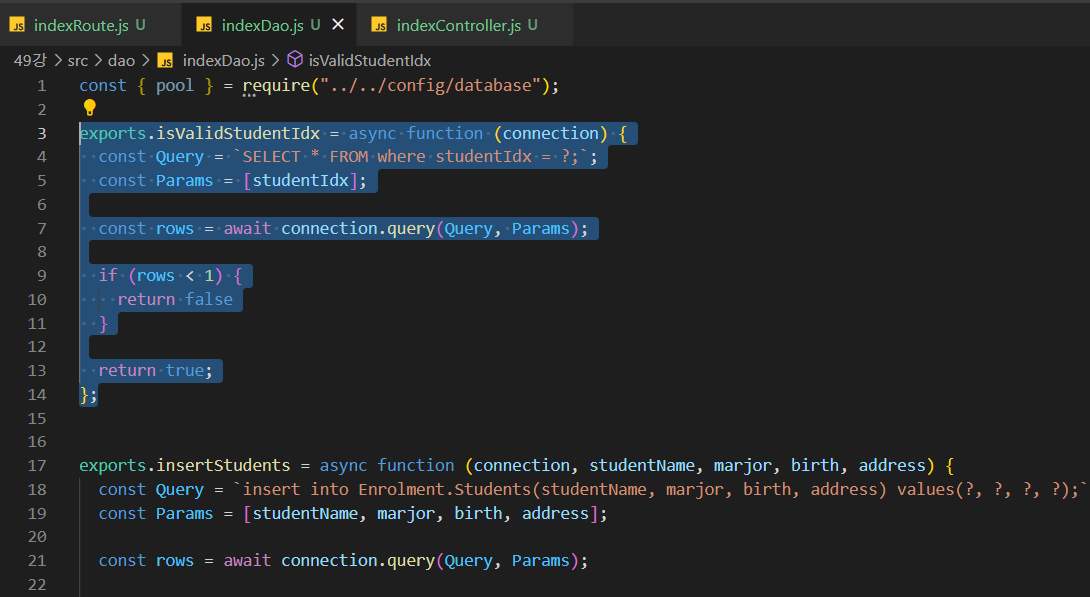 JS indexRoute.js U JS indexDao.js U × JS indexController.js U
49강 > src > dao > JS indexDao.js > isValidStudentIdx
1 const { pool } = require("../../config/database");
2
3 exports.isValidStudentIdx = async function (connection) {
4 const Query = `SELECT * FROM where studentIdx = ?;`;
5 const Params = [studentIdx];
6
7 const rows = await connection.query(Query, Params);
8
9 if (rows < 1) {
10 return false
11 }
12
13 return true;
14 };
15
16
17 exports.insertStudents = async function (connection, studentName, marjor, birth, address) {
18 const Query = `insert into Enrolment.Students(studentName, marjor, birth, address) values(?, ?, ?, ?);`
19 const Params = [studentName, marjor, birth, address];
20
21 const rows = await connection.query(Query, Params);
22